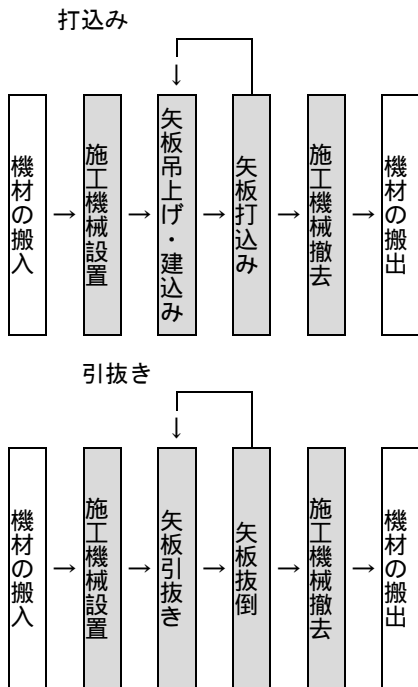 打込み
↓
機材の搬入
→
施工機械設置
→
矢板吊上げ・建込み
→
矢板打込み
→
施工機械撤去
→
機材の搬出
引抜き
↓
機材の搬入
→
施工機械設置
→
矢板引抜き
→
矢板抜倒
→
施工機械撤去
→
機材の搬出